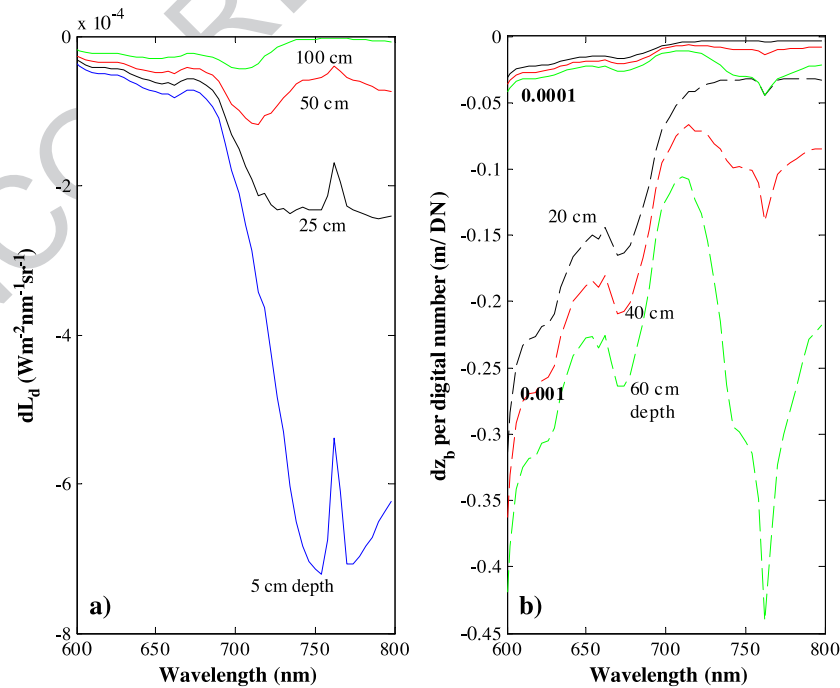 x 10⁻⁴
0
-2
-4
-6
-8
dL_d (Wm⁻²nm⁻¹sr⁻¹)
100 cm
50 cm
25 cm
5 cm depth
a)
600 650 700 750 800
Wavelength (nm)
0
-0.05
-0.1
-0.15
-0.2
-0.25
-0.3
-0.35
-0.4
-0.45
dz_b per digital number (m/ DN)
0.0001
20 cm
40 cm
0.001
60 cm
depth
b)
600 650 700 750 800
Wavelength (nm)